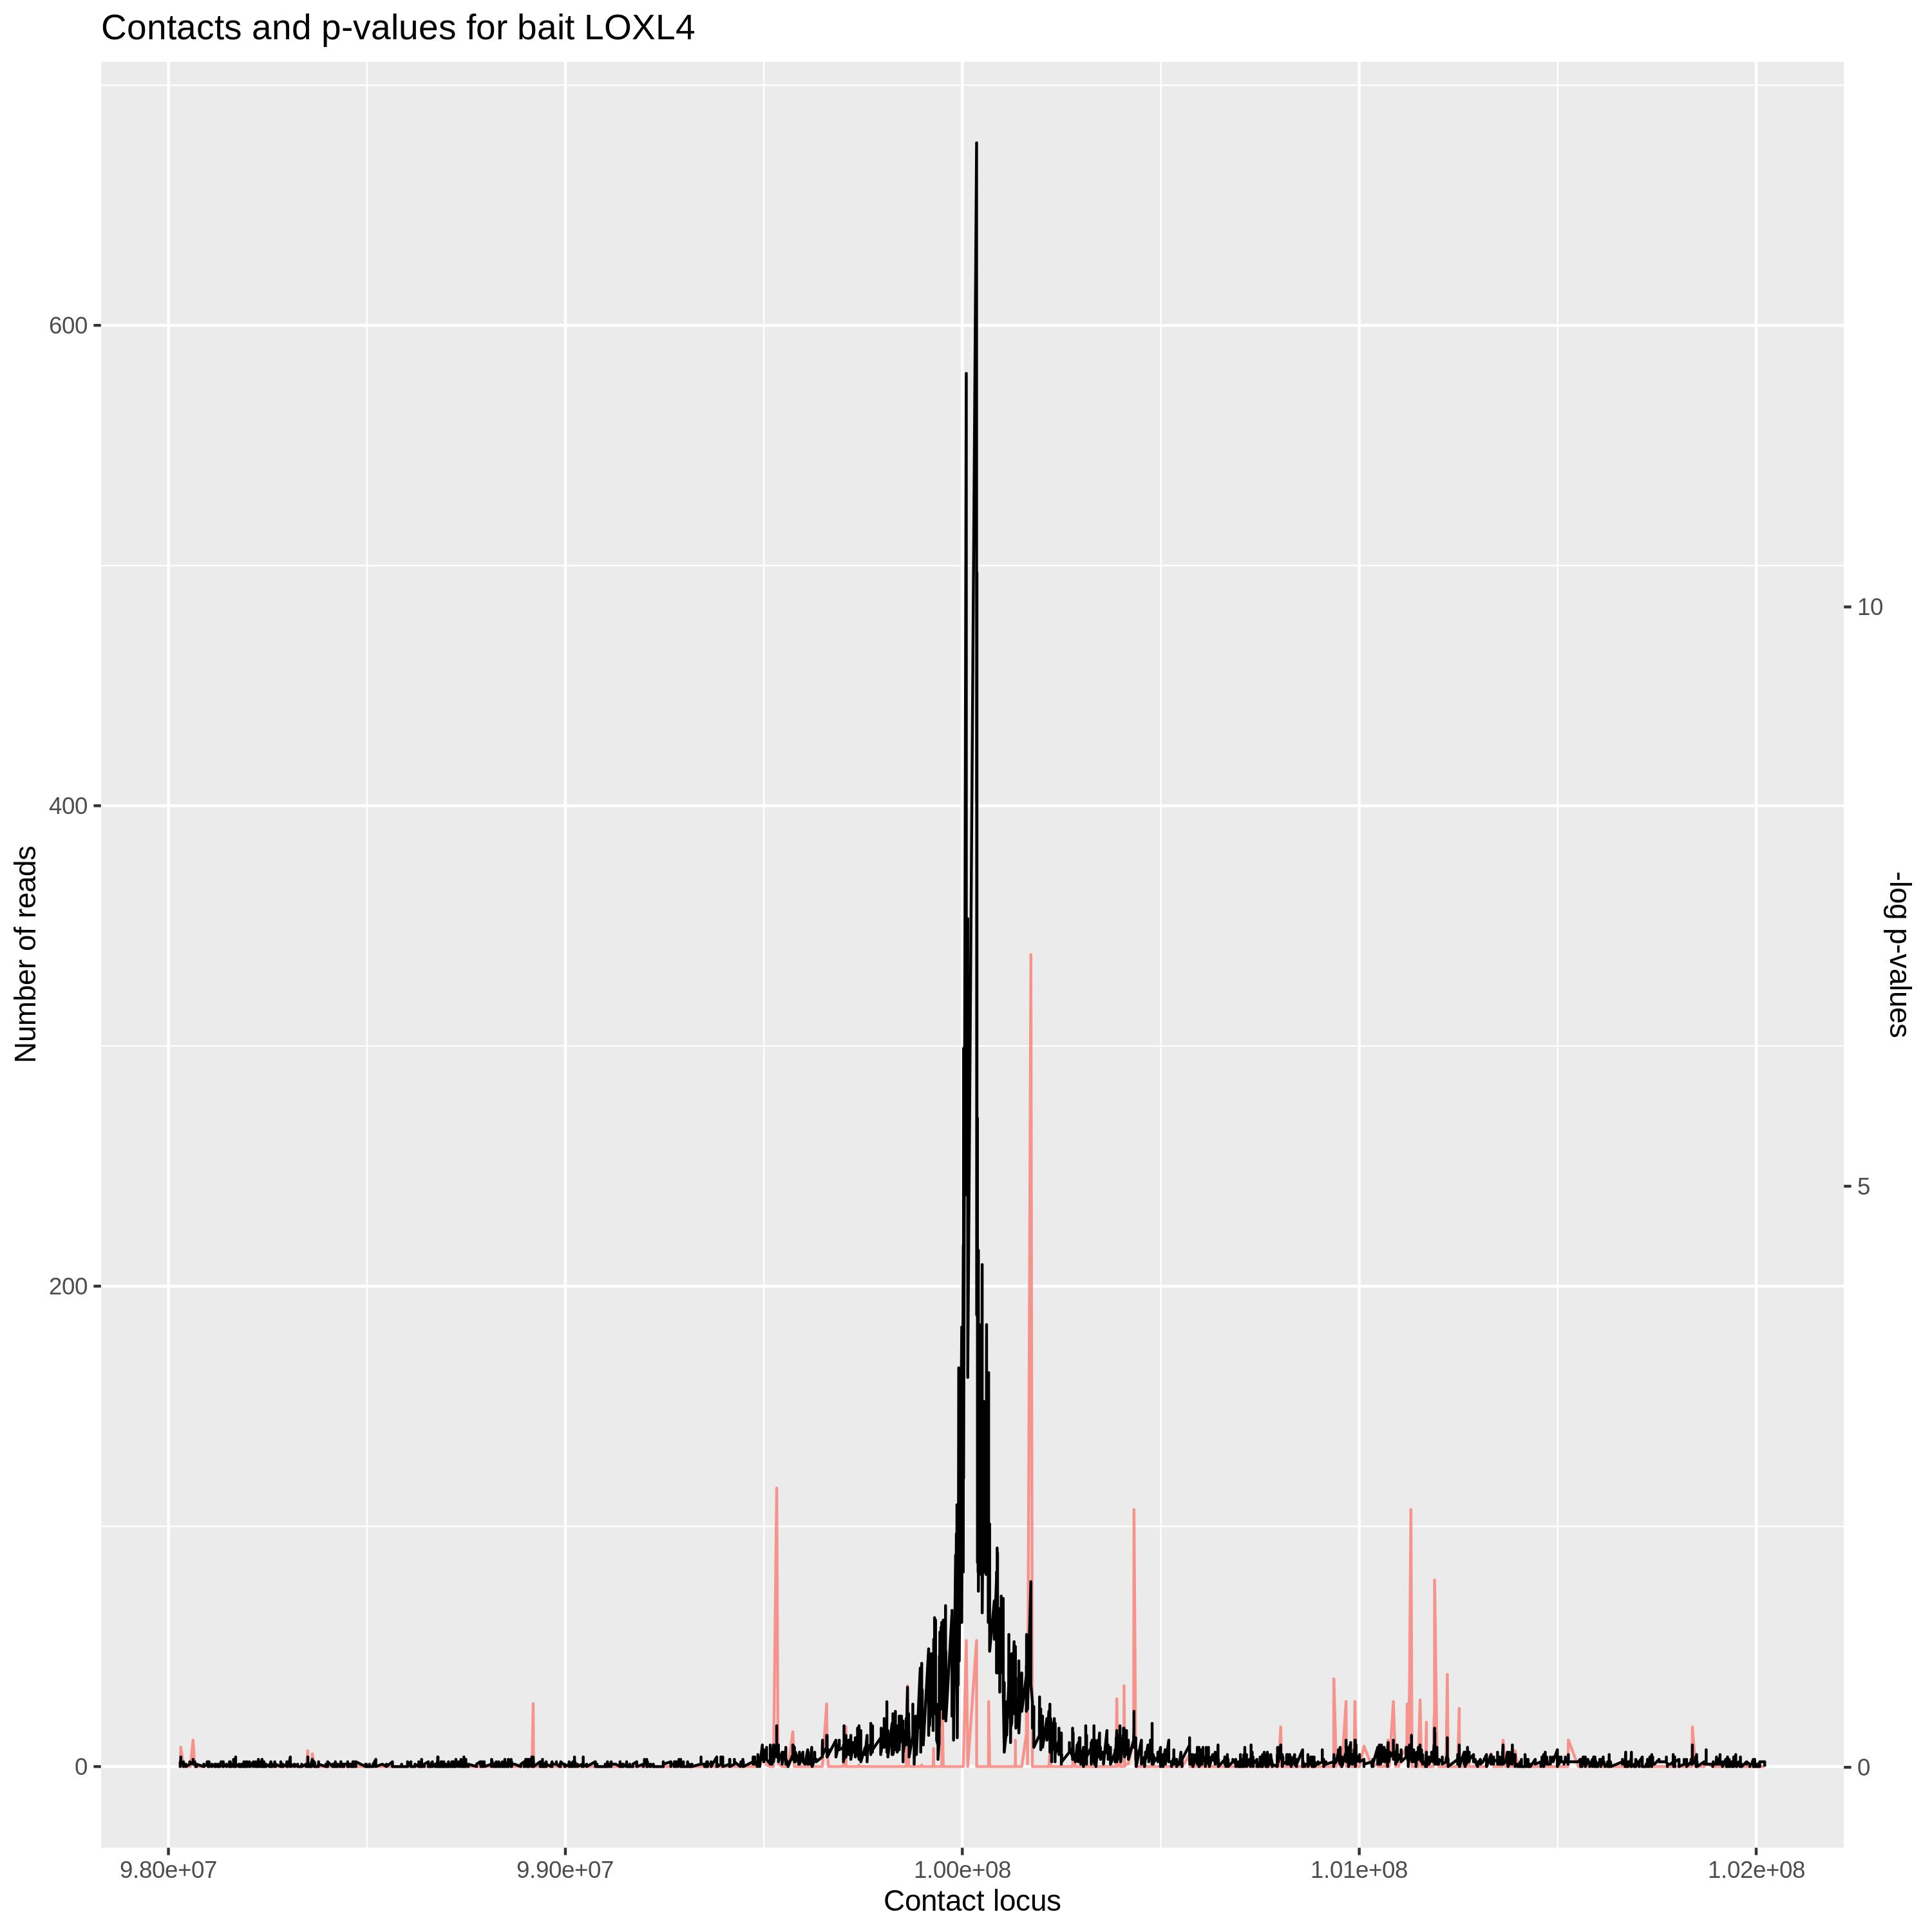 Contacts and p-values for bait LOXL4
Number of reads
600
400
200
0
10
5
0
-log p-values
9.80e+07
9.90e+07
1.00e+08
1.01e+08
1.02e+08
Contact locus